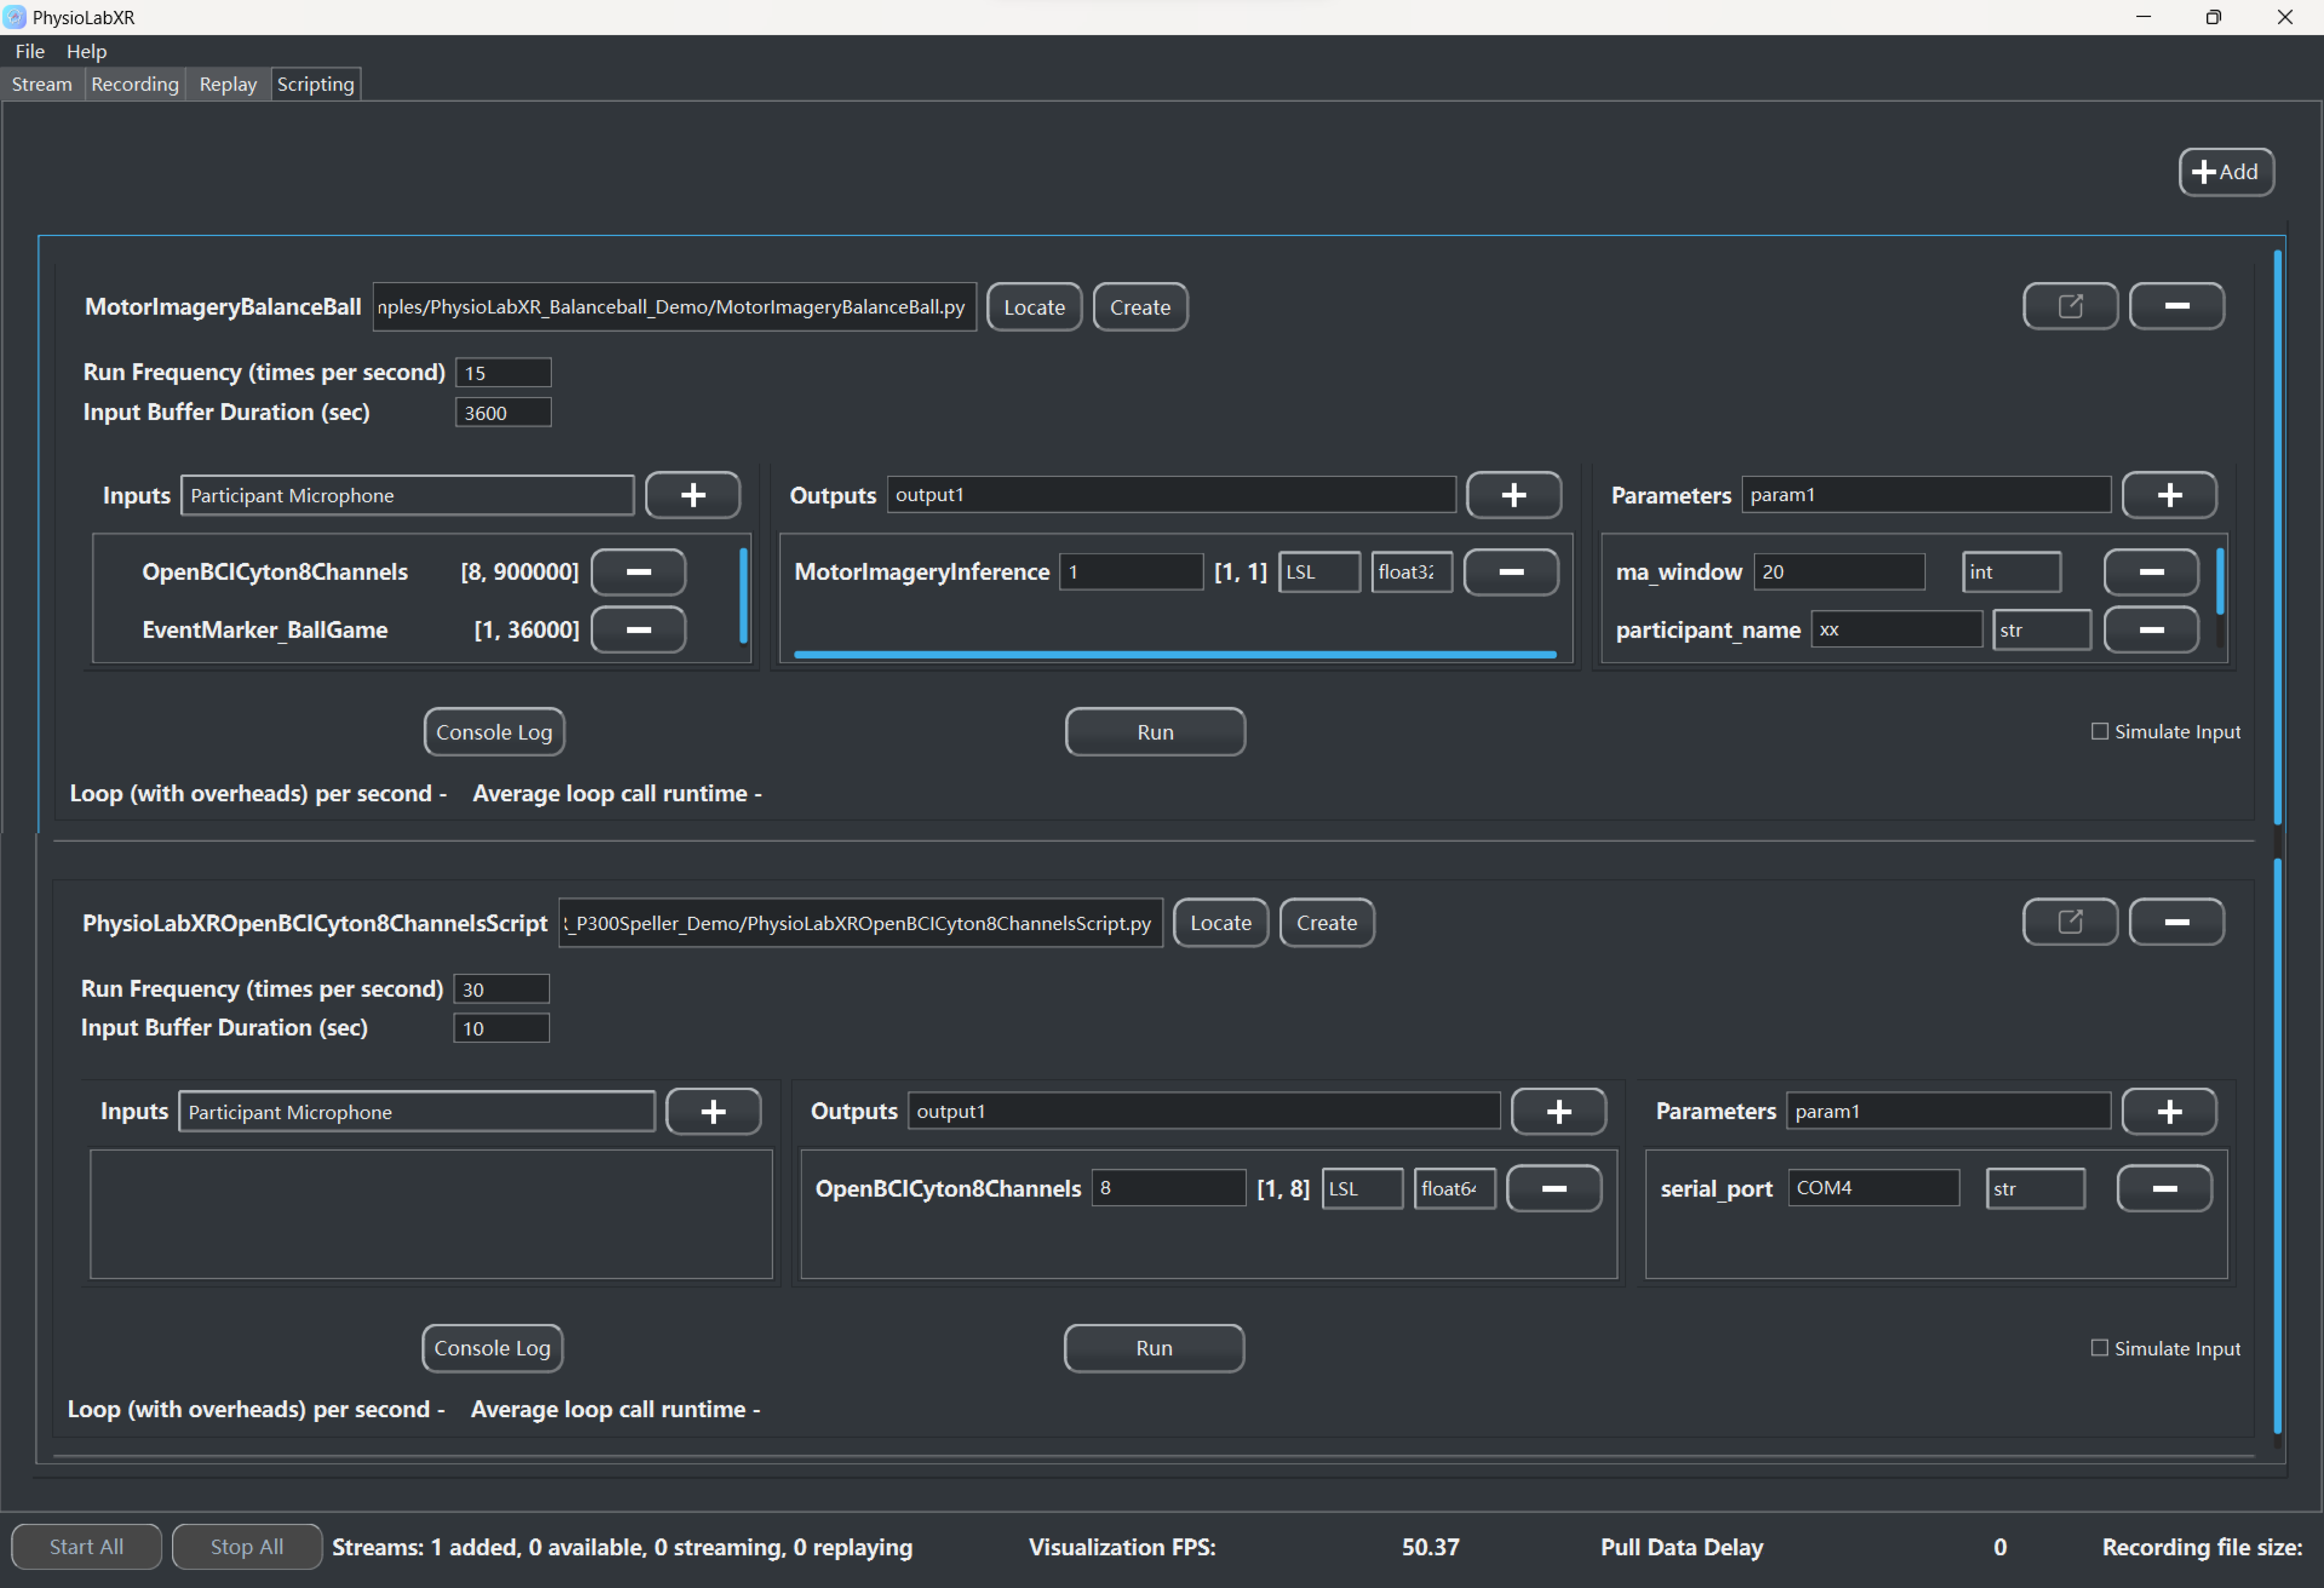 PhysioLabXR
File Help
Stream Recording Replay Scripting
Add
MotorImageryBalanceBall nples/PhysioLabXR_Balanceball_Demo/MotorImageryBalanceBall.py Locate Create
Run Frequency (times per second) 15
Input Buffer Duration (sec) 3600
Inputs Participant Microphone Outputs output1 Parameters param1
OpenBCICyton8Channels [8, 900000] MotorImageryInference 1 [1, 1] LSL float32 ma_window 20 int
EventMarker_BallGame [1, 36000] participant_name xx str
Console Log Run Simulate Input
Loop (with overheads) per second - Average loop call runtime -
PhysioLabXROpenBCICyton8ChannelsScript R_P300Speller_Demo/PhysioLabXROpenBCICyton8ChannelsScript.py Locate Create
Run Frequency (times per second) 30
Input Buffer Duration (sec) 10
Inputs Participant Microphone Outputs output1 Parameters param1
OpenBCICyton8Channels 8 [1, 8] LSL float64 serial_port COM4 str
Console Log Run Simulate Input
Loop (with overheads) per second - Average loop call runtime -
Start All Stop All Streams: 1 added, 0 available, 0 streaming, 0 replaying Visualization FPS: 50.37 Pull Data Delay 0 Recording file size: